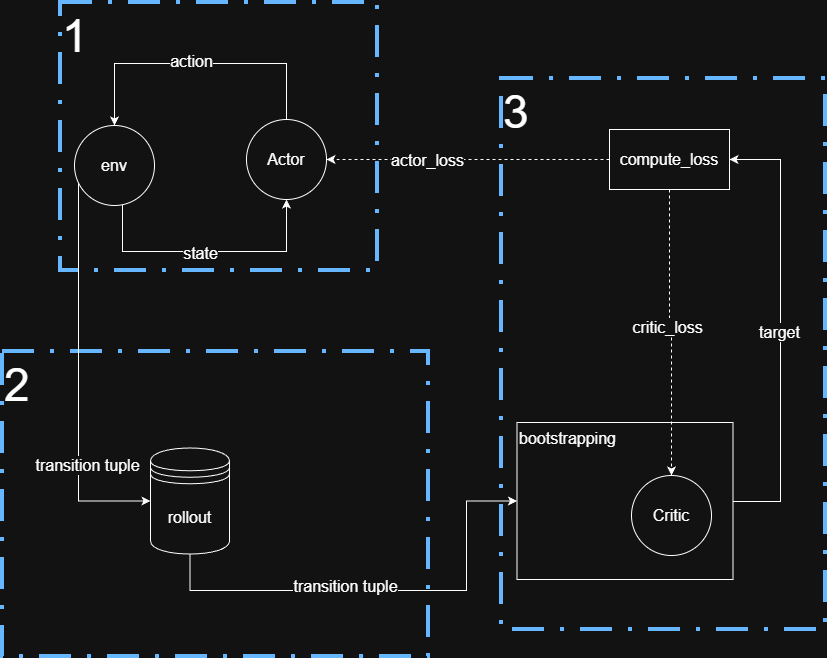 1
action
env
Actor
state
actor_loss
3
compute_loss
critic_loss
target
2
transition tuple
rollout
transition tuple
bootstrapping
Critic